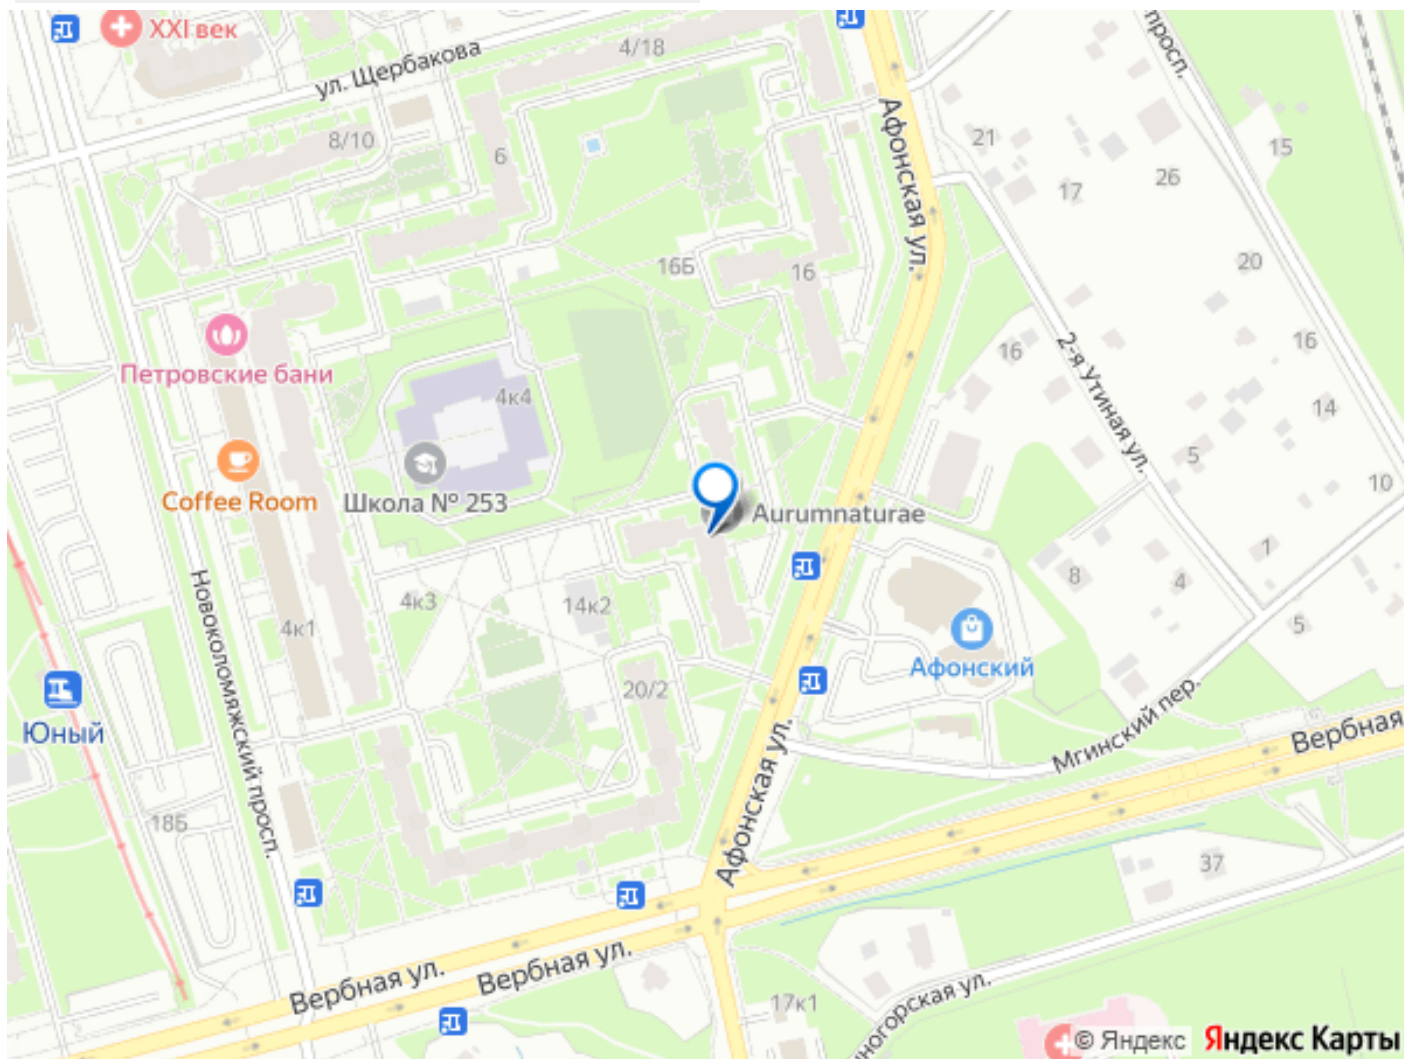 XXI век
ул. Щербакова
4/18
просп.
8/10
6
Афонская ул.
21
17
26
15
16Б
16
20
Петровские бани
4к4
16
2-я Утиная ул.
16
14
5
10
Coffee Room
Школа № 253
Aurumnaturae
Новоколомяжский просп.
4к3
14к2
4к1
8
4
1
5
Афонский
20/2
Юный
Мгинский пер.
Вербная
Афонская ул.
18Б
37
Вербная ул.
Вербная ул.
17к1
ногорская ул.
© Яндекс Яндекс Карты